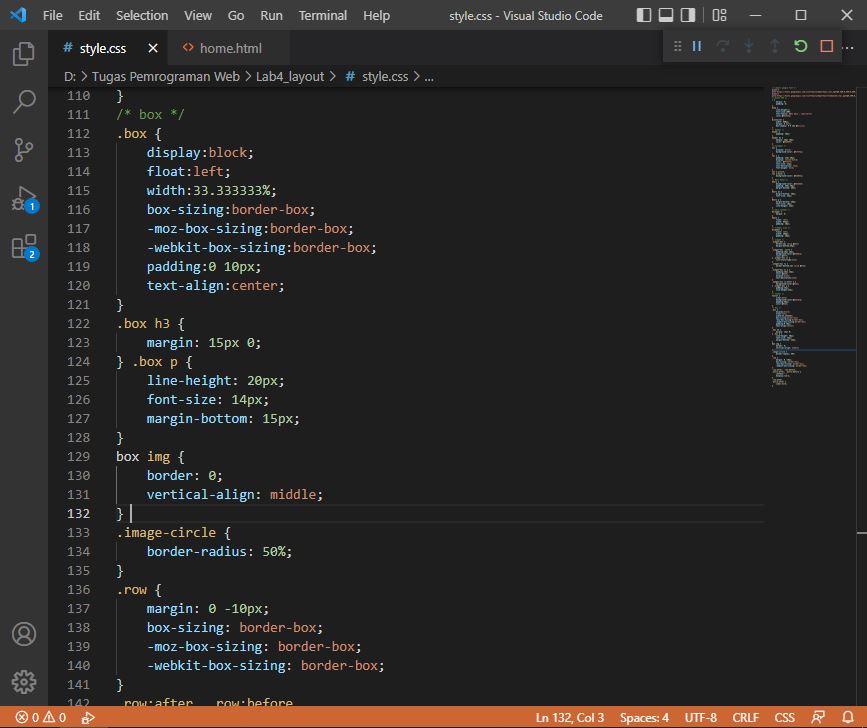 File Edit Selection View Go Run Terminal Help style.css - Visual Studio Code
# style.css × <> home.html ...
D: > Tugas Pemrograman Web > Lab4_layout > # style.css > ...
110 }
111 /* box */
112 .box {
113 display:block;
114 float:left;
115 width:33.333333%;
116 box-sizing:border-box;
117 -moz-box-sizing:border-box;
118 -webkit-box-sizing:border-box;
119 padding:0 10px;
120 text-align:center;
121 }
122 .box h3 {
123 margin: 15px 0;
124 } .box p {
125 line-height: 20px;
126 font-size: 14px;
127 margin-bottom: 15px;
128 }
129 box img {
130 border: 0;
131 vertical-align: middle;
132 }
133 .image-circle {
134 border-radius: 50%;
135 }
136 .row {
137 margin: 0 -10px;
138 box-sizing: border-box;
139 -moz-box-sizing: border-box;
140 -webkit-box-sizing: border-box;
141 }
142 .row:after, .row:before
1
2
0 0 Ln 132, Col 3 Spaces: 4 UTF-8 CRLF CSS